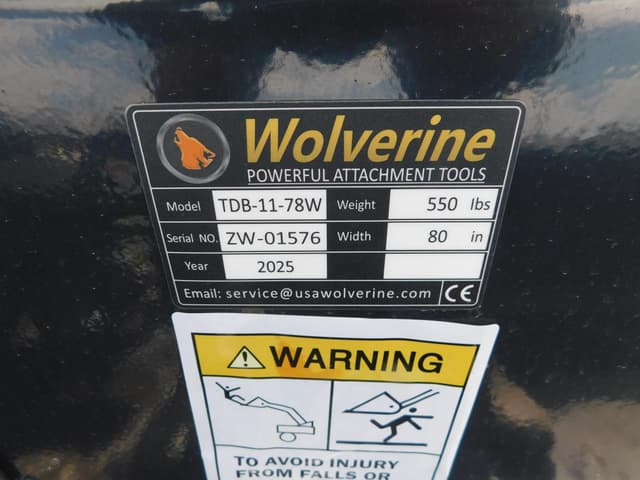 Wolverine
POWERFUL ATTACHMENT TOOLS
Model TDB-11-78W Weight 550 lbs
Serial NO. ZW-01576 Width 80 in
Year 2025
Email: service@usawolverine.com CE
WARNING
TO AVOID INJURY
FROM FALLS OR